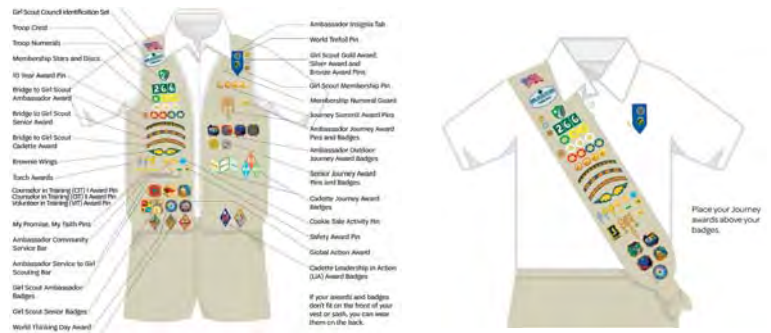 Girl Scout Council Identification Set
Troop Crest
Troop Numerals
Membership Stars and Discs
10 Year Award Pin
Bridge to Girl Scout
Ambassador Award
Bridge to Girl Scout
Senior Award
Bridge to Girl Scout
Cadette Award
Brownie Wings
Torch Awards
Counselor in Training (CIT) I Award Pin
Counselor in Training (CIT) II Award Pin
Volunteer in Training (VIT) Award Pin
My Promise, My Faith Pins
Ambassador Community
Service Bar
Ambassador Service to Girl
Scouting Bar
Girl Scout Ambassador
Badges
Girl Scout Senior Badges
World Thinking Day Award
Ambassador Insignia Tab
World Trefoil Pin
Girl Scout Gold Award,
Silver Award and
Bronze Award Pins
Girl Scout Membership Pin
Membership Numeral Guard
Journey Summit Award Pins
Ambassador Journey Award
Pins and Badges
Ambassador Outdoor
Journey Award Badges
Senior Journey Award
Pins and Badges
Cadette Journey Award
Badges
Cookie Sale Activity Pin
Safety Award Pin
Global Action Award
Cadette Leadership in Action
(LiA) Award Badges
If your awards and badges
don't fit on the front of your
vest or sash, you can wear
them on the back.
266
266
Place your Journey
awards above your
badges.